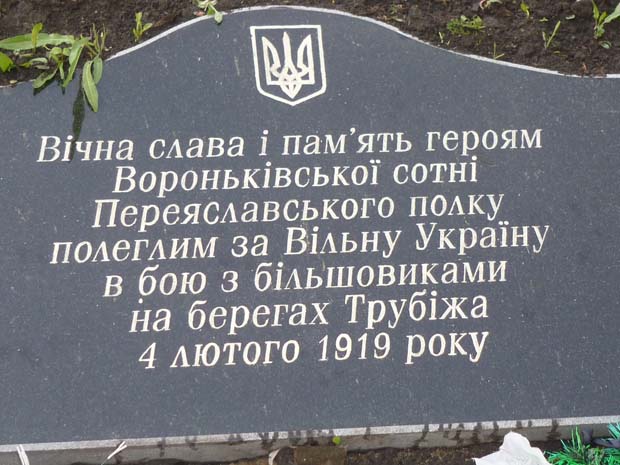 Вічна слава і пам'ять героям
Вороньківської сотні
Переяславського полку
полеглим за Вільну Україну
в бою з більшовиками
на берегах Трубіжа
4 лютого 1919 року